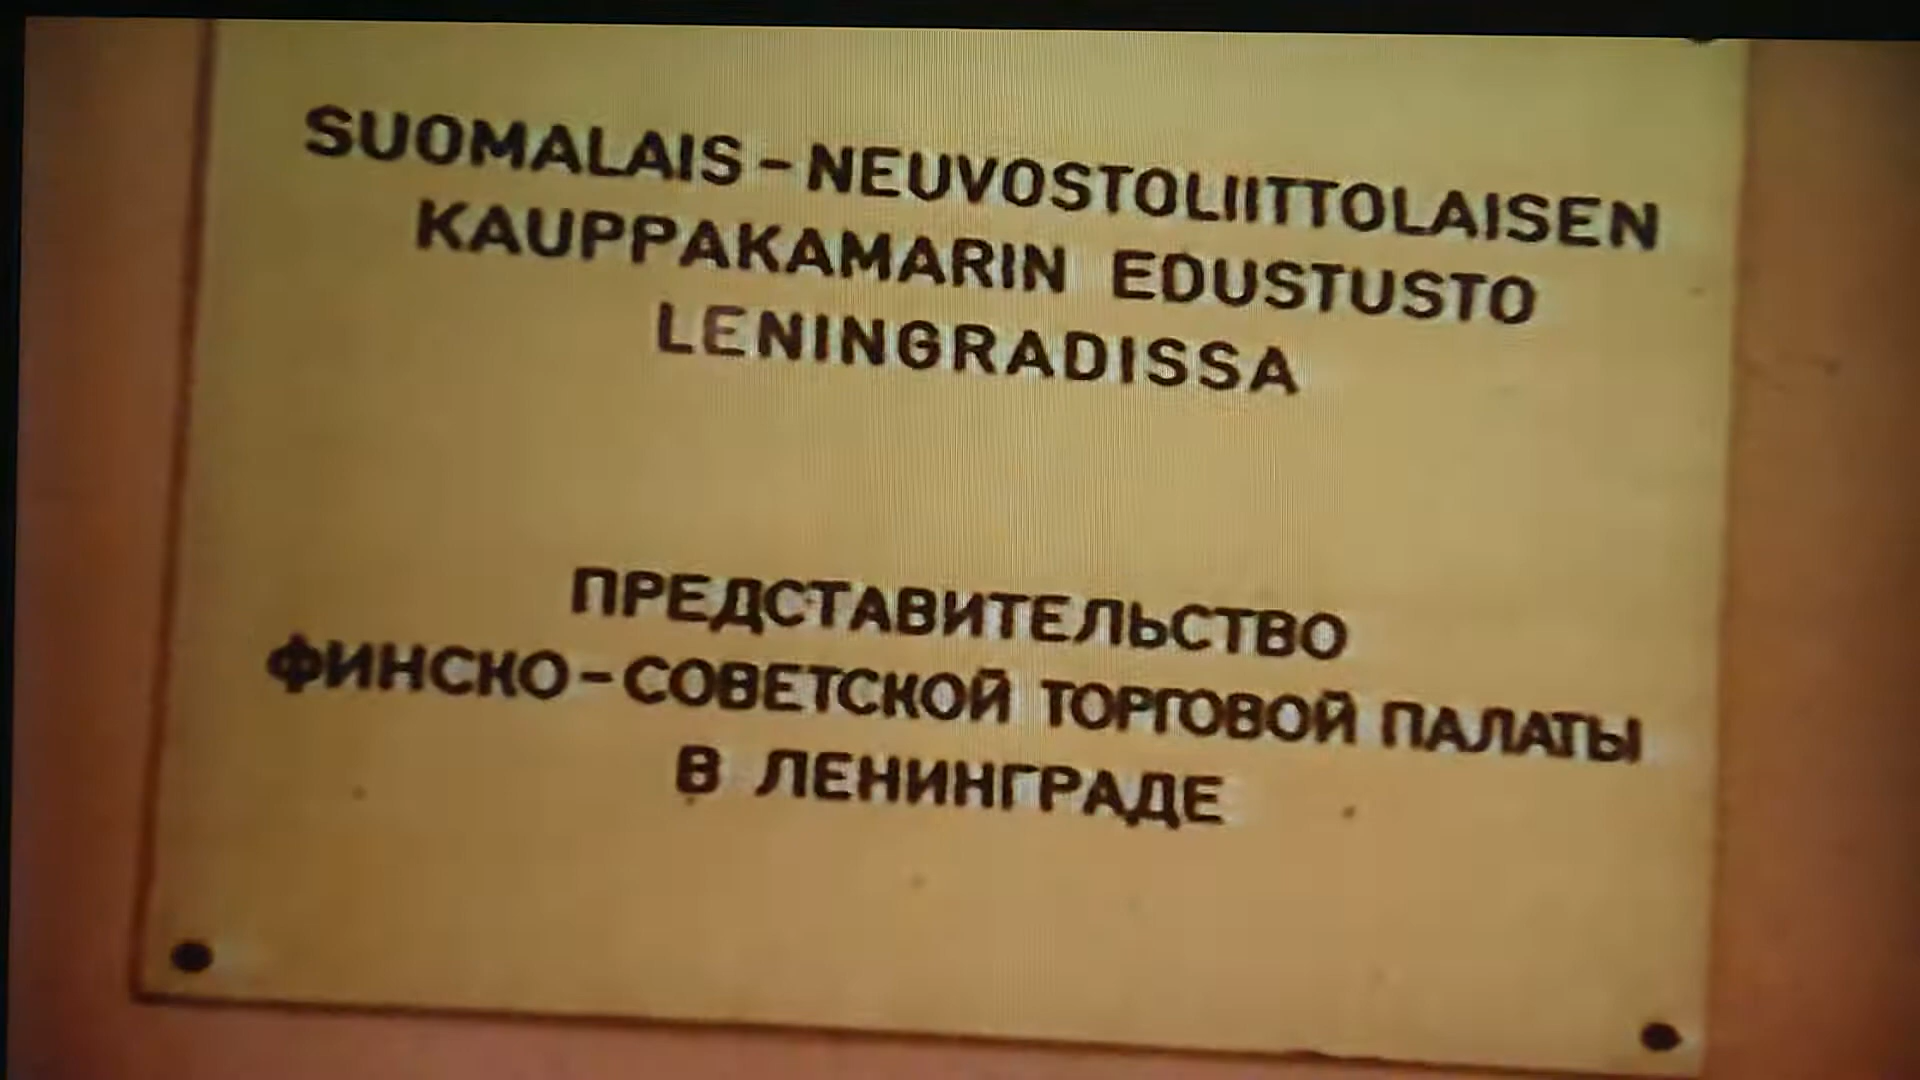 SUOMALAIS-NEUVOSTOLIITTOLAISEN
KAUPPAKAMARIN EDUSTUSTO
LENINGRADISSA
ПРЕДСТАВИТЕЛЬСТВО
ФИНСКО-СОВЕТСКОЙ ТОРГОВОЙ ПАЛАТЫ
В ЛЕНИНГРАДЕ